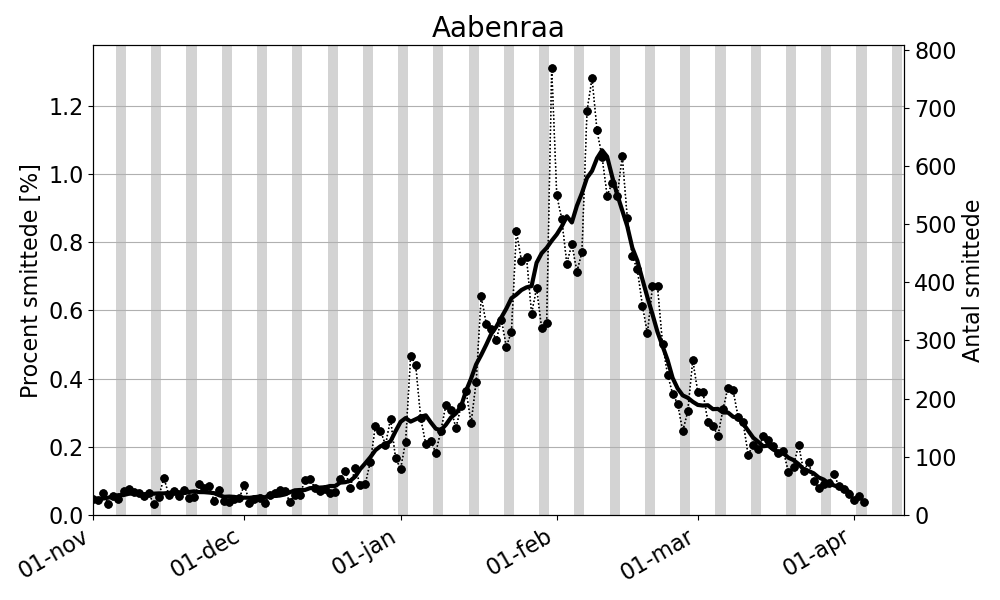 Aabenraa
Procent smittede [%]
1.2
1.0
0.8
0.6
0.4
0.2
0.0
800
700
600
500
400
300
200
100
0
Antal smittede
01-nov
01-dec
01-jan
01-feb
01-mar
01-apr